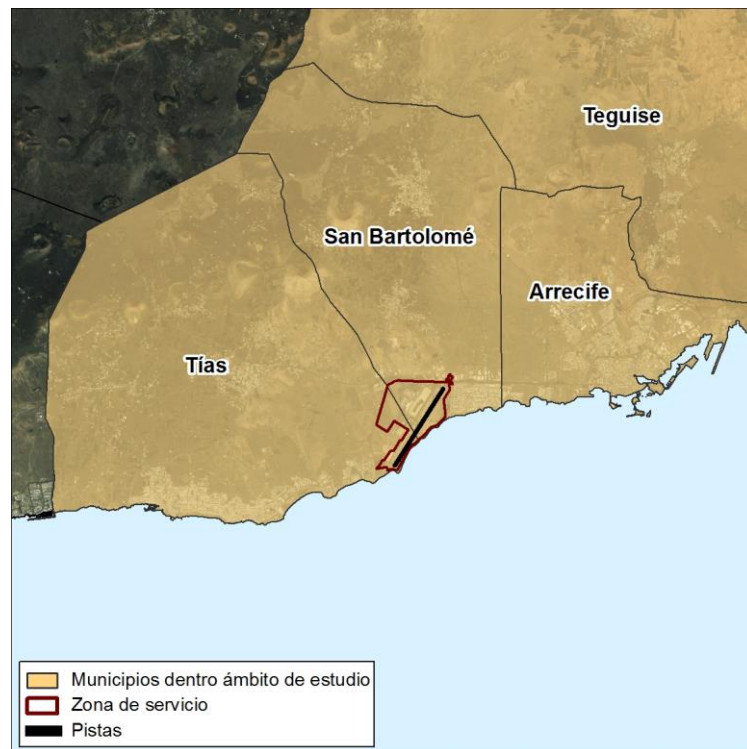 Teguise
San Bartolomé
Arrecife
Tías
Municipios dentro ámbito de estudio
Zona de servicio
Pistas